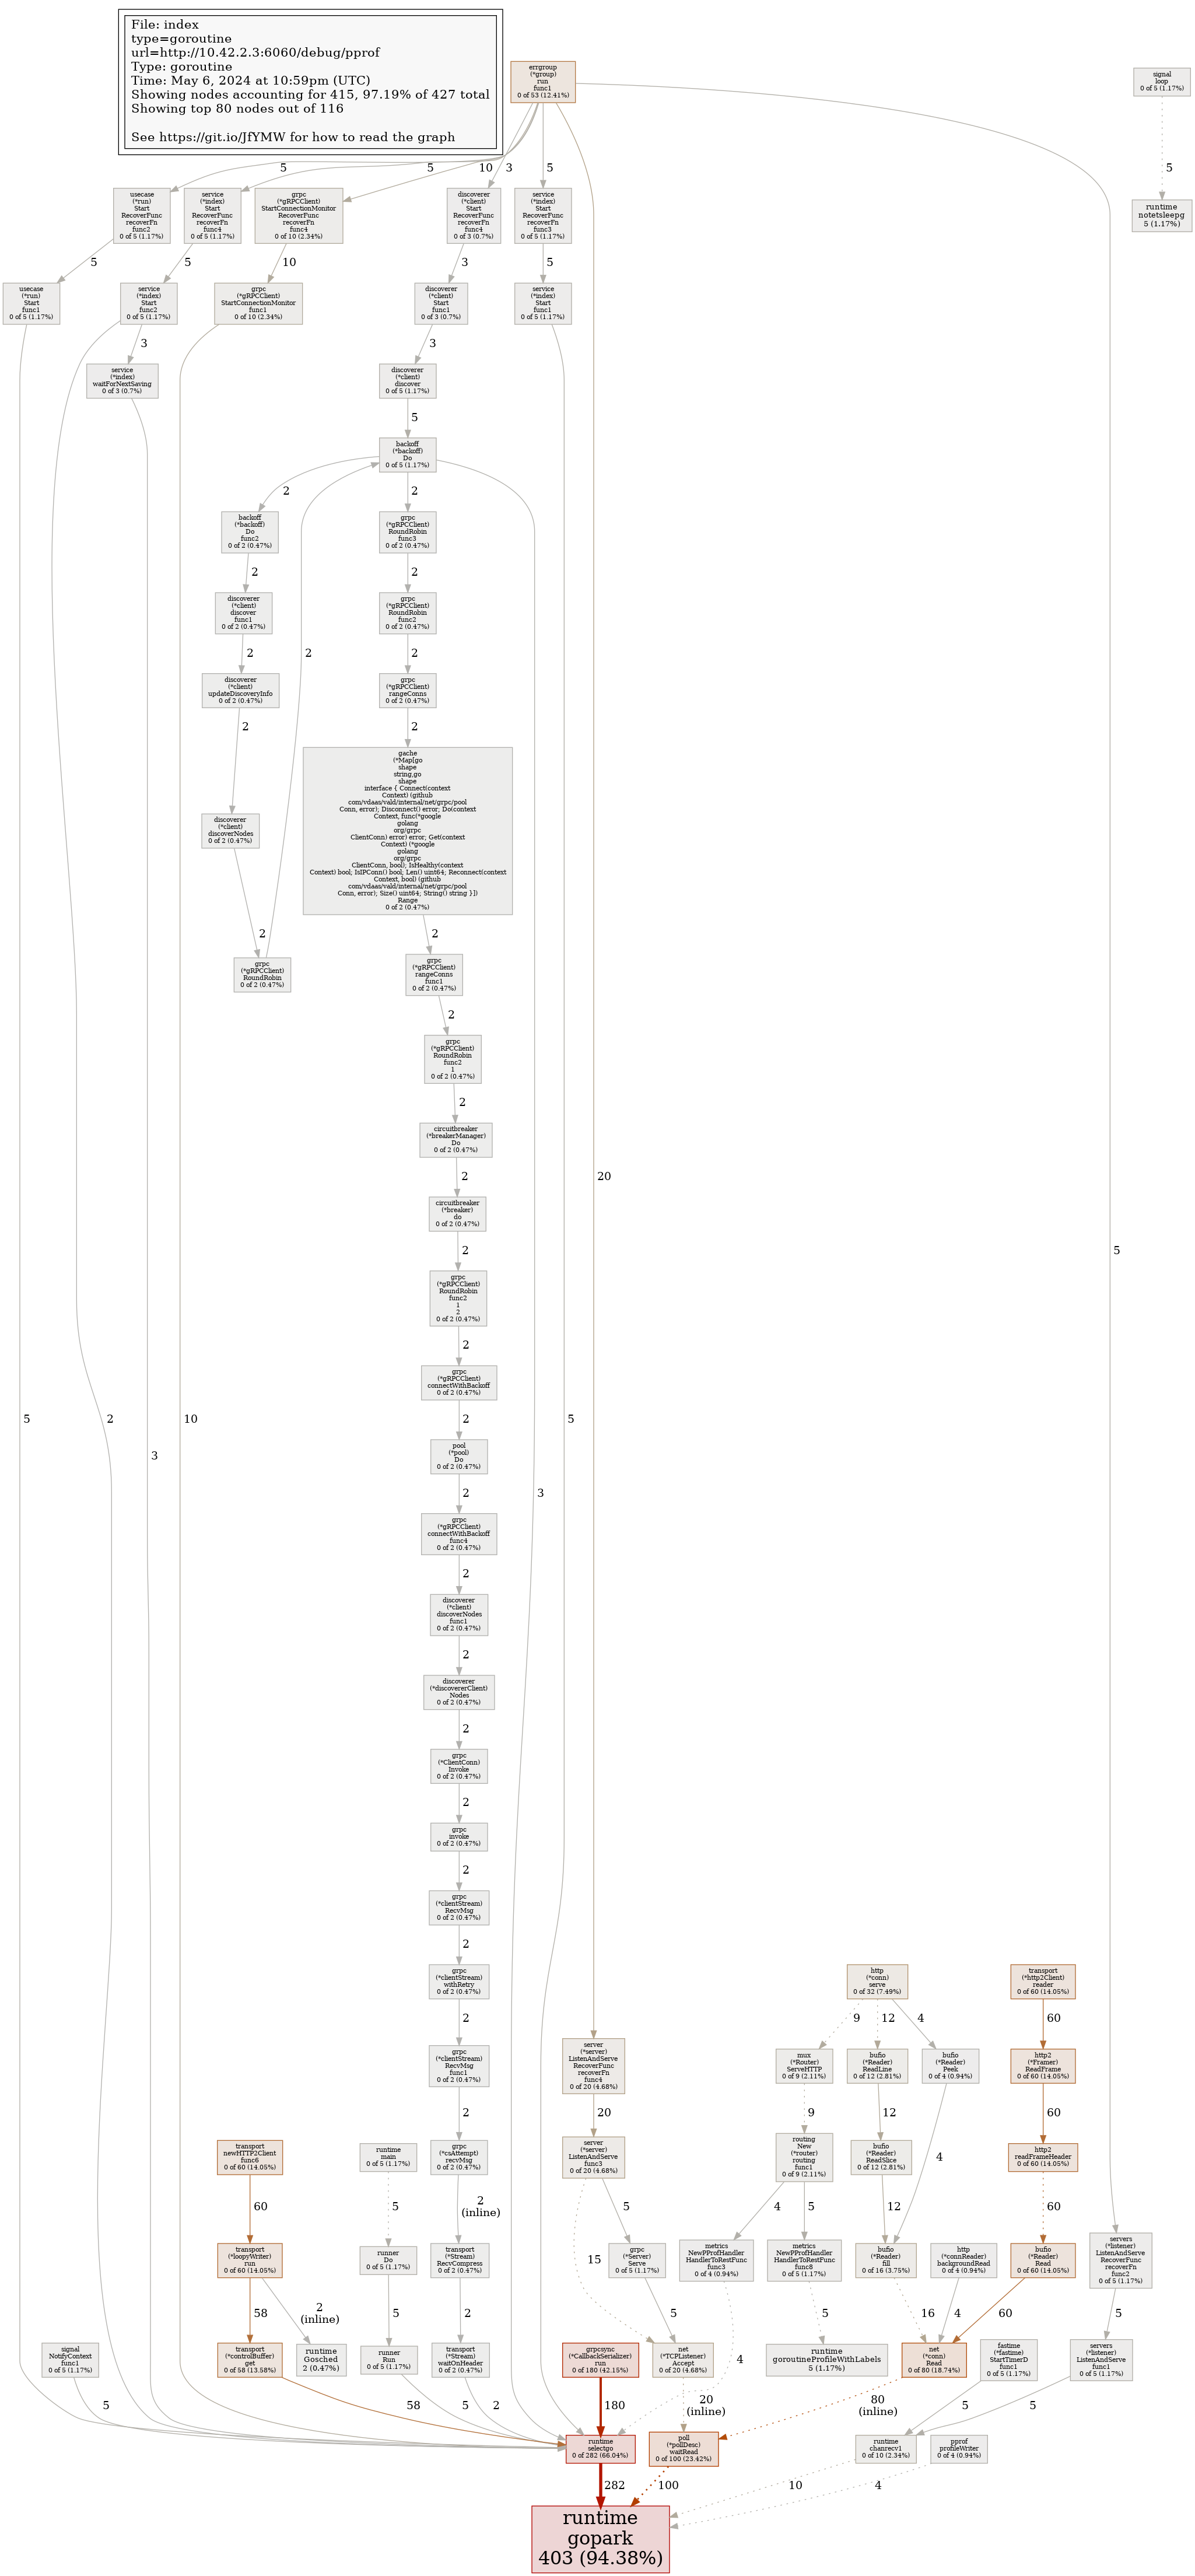 File: index
type=goroutine
url=http://10.42.2.3:6060/debug/pprof
Type: goroutine
Time: May 6, 2024 at 10:59pm (UTC)
Showing nodes accounting for 415, 97.19% of 427 total
Showing top 80 nodes out of 116
See https://git.io/JfYMW for how to read the graph
errgroup
(*group)
run
func1
0 of 53 (12.41%)
signal
loop
0 of 5 (1.17%)
5
5
10
3
5
5
usecase
(*run)
Start
RecoverFunc
recoverFn
func2
0 of 5 (1.17%)
service
(*index)
Start
RecoverFunc
recoverFn
func4
0 of 5 (1.17%)
grpc
(*gRPCClient)
StartConnectionMonitor
RecoverFunc
recoverFn
func4
0 of 10 (2.34%)
discoverer
(*client)
Start
RecoverFunc
recoverFn
func4
0 of 3 (0.7%)
service
(*index)
Start
RecoverFunc
recoverFn
func3
0 of 5 (1.17%)
runtime
notetsleepg
5 (1.17%)
5
5
10
3
5
usecase
(*run)
Start
func1
0 of 5 (1.17%)
service
(*index)
Start
func2
0 of 5 (1.17%)
grpc
(*gRPCClient)
StartConnectionMonitor
func1
0 of 10 (2.34%)
discoverer
(*client)
Start
func1
0 of 3 (0.7%)
service
(*index)
Start
func1
0 of 5 (1.17%)
3
3
service
(*index)
waitForNextSaving
0 of 3 (0.7%)
discoverer
(*client)
discover
0 of 5 (1.17%)
5
backoff
(*backoff)
Do
0 of 5 (1.17%)
2
2
backoff
(*backoff)
Do
func2
0 of 2 (0.47%)
grpc
(*gRPCClient)
RoundRobin
func3
0 of 2 (0.47%)
2
2
discoverer
(*client)
discover
func1
0 of 2 (0.47%)
grpc
(*gRPCClient)
RoundRobin
func2
0 of 2 (0.47%)
2
2
2
discoverer
(*client)
updateDiscoveryInfo
0 of 2 (0.47%)
grpc
(*gRPCClient)
rangeConns
0 of 2 (0.47%)
2
2
gache
(*Map[go
shape
string,go
shape
interface { Connect(context
Context) (github
com/vdaas/vald/internal/net/grpc/pool
Conn, error); Disconnect() error; Do(context
Context, func(*google
golang
org/grpc
ClientConn) error) error; Get(context
Context) (*google
golang
org/grpc
ClientConn, bool); IsHealthy(context
Context) bool; IsIPConn() bool; Len() uint64; Reconnect(context
Context, bool) (github
com/vdaas/vald/internal/net/grpc/pool
Conn, error); Size() uint64; String() string }])
Range
0 of 2 (0.47%)
discoverer
(*client)
discoverNodes
0 of 2 (0.47%)
2
2
grpc
(*gRPCClient)
RoundRobin
0 of 2 (0.47%)
grpc
(*gRPCClient)
rangeConns
func1
0 of 2 (0.47%)
2
grpc
(*gRPCClient)
RoundRobin
func2
1
0 of 2 (0.47%)
2
circuitbreaker
(*breakerManager)
Do
0 of 2 (0.47%)
2
20
circuitbreaker
(*breaker)
do
0 of 2 (0.47%)
2
5
grpc
(*gRPCClient)
RoundRobin
func2
1
2
0 of 2 (0.47%)
2
grpc
(*gRPCClient)
connectWithBackoff
0 of 2 (0.47%)
5
2
10
2
5
pool
(*pool)
Do
0 of 2 (0.47%)
3
2
3
grpc
(*gRPCClient)
connectWithBackoff
func4
0 of 2 (0.47%)
2
discoverer
(*client)
discoverNodes
func1
0 of 2 (0.47%)
2
discoverer
(*discovererClient)
Nodes
0 of 2 (0.47%)
2
grpc
(*ClientConn)
Invoke
0 of 2 (0.47%)
2
grpc
invoke
0 of 2 (0.47%)
2
grpc
(*clientStream)
RecvMsg
0 of 2 (0.47%)
2
grpc
(*clientStream)
withRetry
0 of 2 (0.47%)
http
(*conn)
serve
0 of 32 (7.49%)
transport
(*http2Client)
reader
0 of 60 (14.05%)
2
9
12
4
60
grpc
(*clientStream)
RecvMsg
func1
0 of 2 (0.47%)
server
(*server)
ListenAndServe
RecoverFunc
recoverFn
func4
0 of 20 (4.68%)
mux
(*Router)
ServeHTTP
0 of 9 (2.11%)
bufio
(*Reader)
ReadLine
0 of 12 (2.81%)
bufio
(*Reader)
Peek
0 of 4 (0.94%)
http2
(*Framer)
ReadFrame
0 of 60 (14.05%)
2
20
9
12
60
transport
newHTTP2Client
func6
0 of 60 (14.05%)
runtime
main
0 of 5 (1.17%)
grpc
(*csAttempt)
recvMsg
0 of 2 (0.47%)
server
(*server)
ListenAndServe
func3
0 of 20 (4.68%)
routing
New
(*router)
routing
func1
0 of 9 (2.11%)
bufio
(*Reader)
ReadSlice
0 of 12 (2.81%)
http2
readFrameHeader
0 of 60 (14.05%)
4
60
5
2
(inline)
5
4
5
12
60
transport
(*loopyWriter)
run
0 of 60 (14.05%)
runner
Do
0 of 5 (1.17%)
transport
(*Stream)
RecvCompress
0 of 2 (0.47%)
15
grpc
(*Server)
Serve
0 of 5 (1.17%)
metrics
NewPProfHandler
HandlerToRestFunc
func3
0 of 4 (0.94%)
metrics
NewPProfHandler
HandlerToRestFunc
func8
0 of 5 (1.17%)
bufio
(*Reader)
fill
0 of 16 (3.75%)
http
(*connReader)
backgroundRead
0 of 4 (0.94%)
bufio
(*Reader)
Read
0 of 60 (14.05%)
servers
(*listener)
ListenAndServe
RecoverFunc
recoverFn
func2
0 of 5 (1.17%)
58
2
(inline)
5
2
5
5
16
4
60
5
signal
NotifyContext
func1
0 of 5 (1.17%)
transport
(*controlBuffer)
get
0 of 58 (13.58%)
runtime
Gosched
2 (0.47%)
runner
Run
0 of 5 (1.17%)
transport
(*Stream)
waitOnHeader
0 of 2 (0.47%)
grpcsync
(*CallbackSerializer)
run
0 of 180 (42.15%)
net
(*TCPListener)
Accept
0 of 20 (4.68%)
4
runtime
goroutineProfileWithLabels
5 (1.17%)
net
(*conn)
Read
0 of 80 (18.74%)
fastime
(*fastime)
StartTimerD
func1
0 of 5 (1.17%)
servers
(*listener)
ListenAndServe
func1
0 of 5 (1.17%)
5
58
5
2
180
20
(inline)
80
(inline)
5
5
runtime
selectgo
0 of 282 (66.04%)
poll
(*pollDesc)
waitRead
0 of 100 (23.42%)
runtime
chanrecv1
0 of 10 (2.34%)
pprof
profileWriter
0 of 4 (0.94%)
282
100
10
4
runtime
gopark
403 (94.38%)